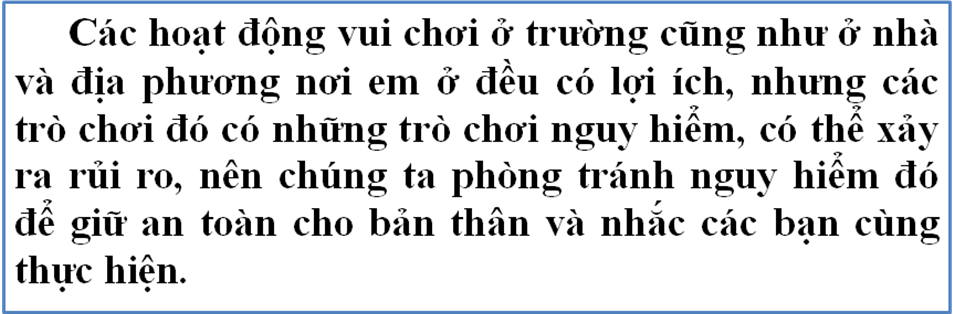 Các hoạt động vui chơi ở trường cũng như ở nhà
và địa phương nơi em ở đều có lợi ích, nhưng các
trò chơi đó có những trò chơi nguy hiểm, có thể xảy
ra rủi ro, nên chúng ta phòng tránh nguy hiểm đó
để giữ an toàn cho bản thân và nhắc các bạn cùng
thực hiện.